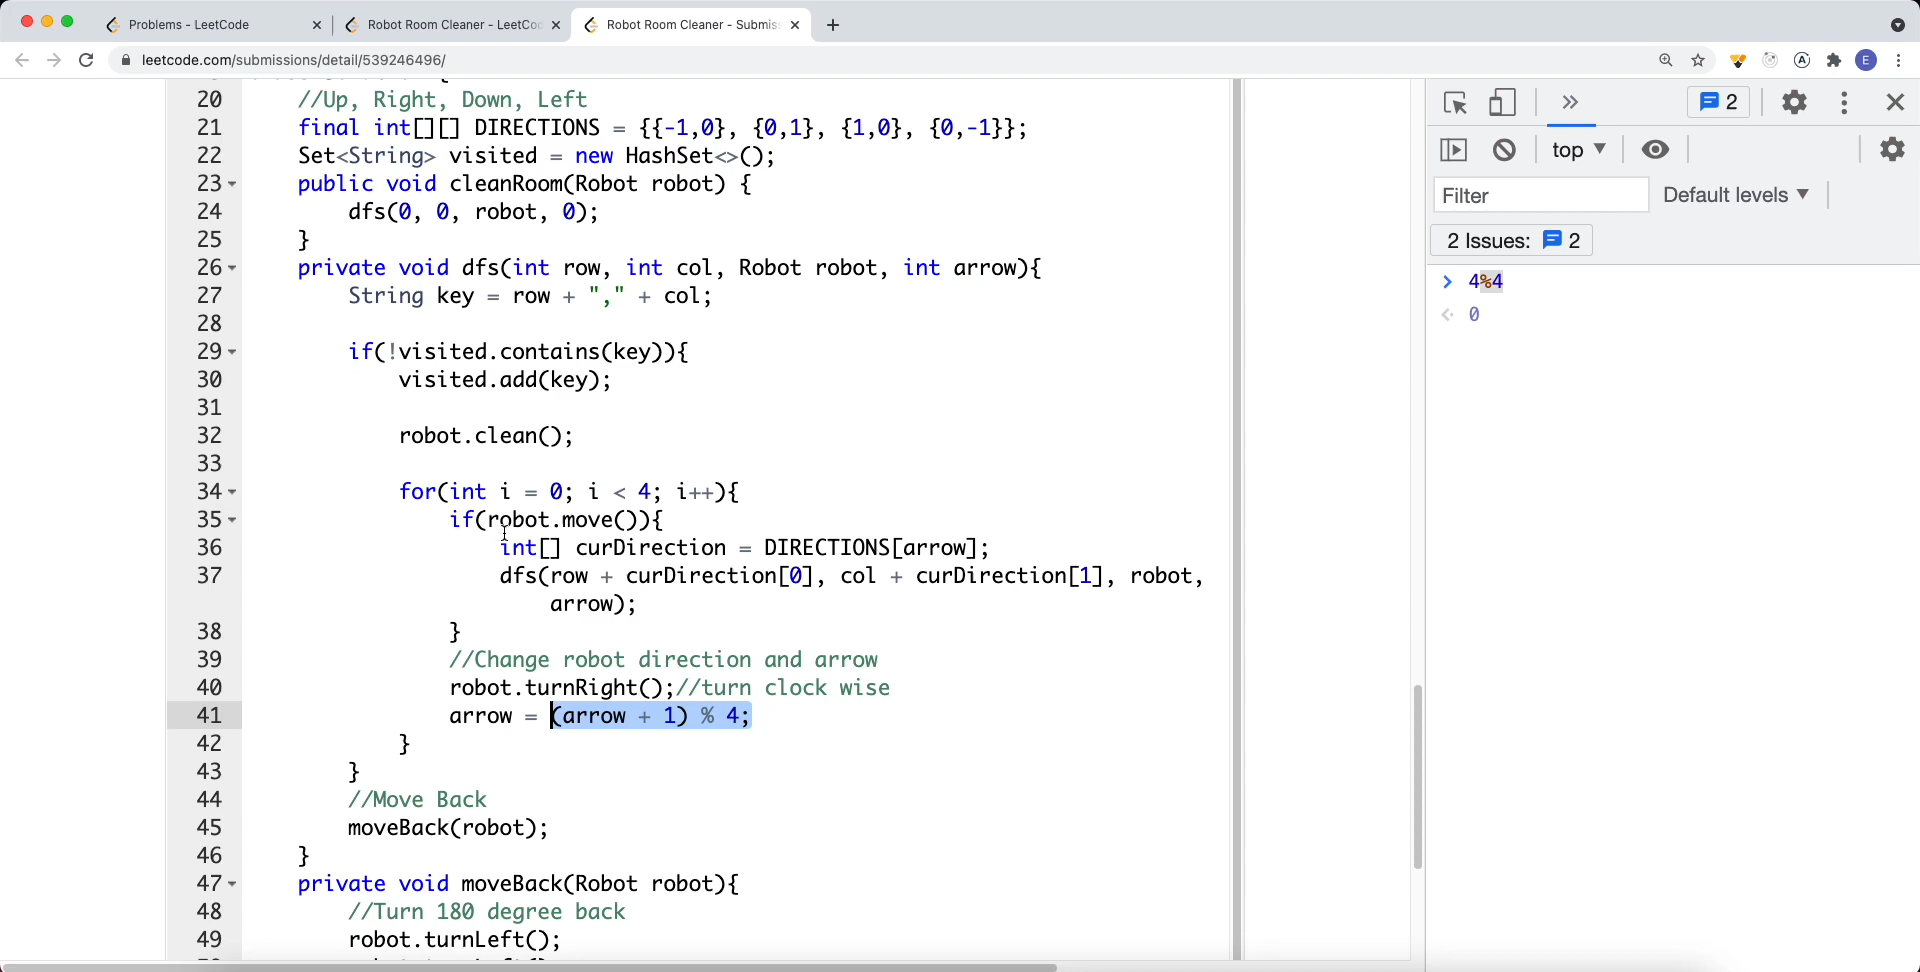 Problems - LeetCode
Robot Room Cleaner - LeetCo
Robot Room Cleaner - Submis
leetcode.com/submissions/detail/539246496/
E
20 //Up, Right, Down, Left
21 final int[][] DIRECTIONS = {{-1,0}, {0,1}, {1,0}, {0,-1}};
22 Set<String> visited = new HashSet<>();
23 public void cleanRoom(Robot robot) {
24 dfs(0, 0, robot, 0);
25 }
26 private void dfs(int row, int col, Robot robot, int arrow){
27 String key = row + "," + col;
28
29 if(!visited.contains(key)){
30 visited.add(key);
31
32 robot.clean();
33
34 for(int i = 0; i < 4; i++){
35 if(robot.move()){
36 int[] curDirection = DIRECTIONS[arrow];
37 dfs(row + curDirection[0], col + curDirection[1], robot,
arrow);
38 }
39 //Change robot direction and arrow
40 robot.turnRight();//turn clock wise
41 arrow = (arrow + 1) % 4;
42 }
43 }
44 //Move Back
45 moveBack(robot);
46 }
47 private void moveBack(Robot robot){
48 //Turn 180 degree back
49 robot.turnLeft();
2
top
Filter
Default levels
2 Issues: 2
4%4
0